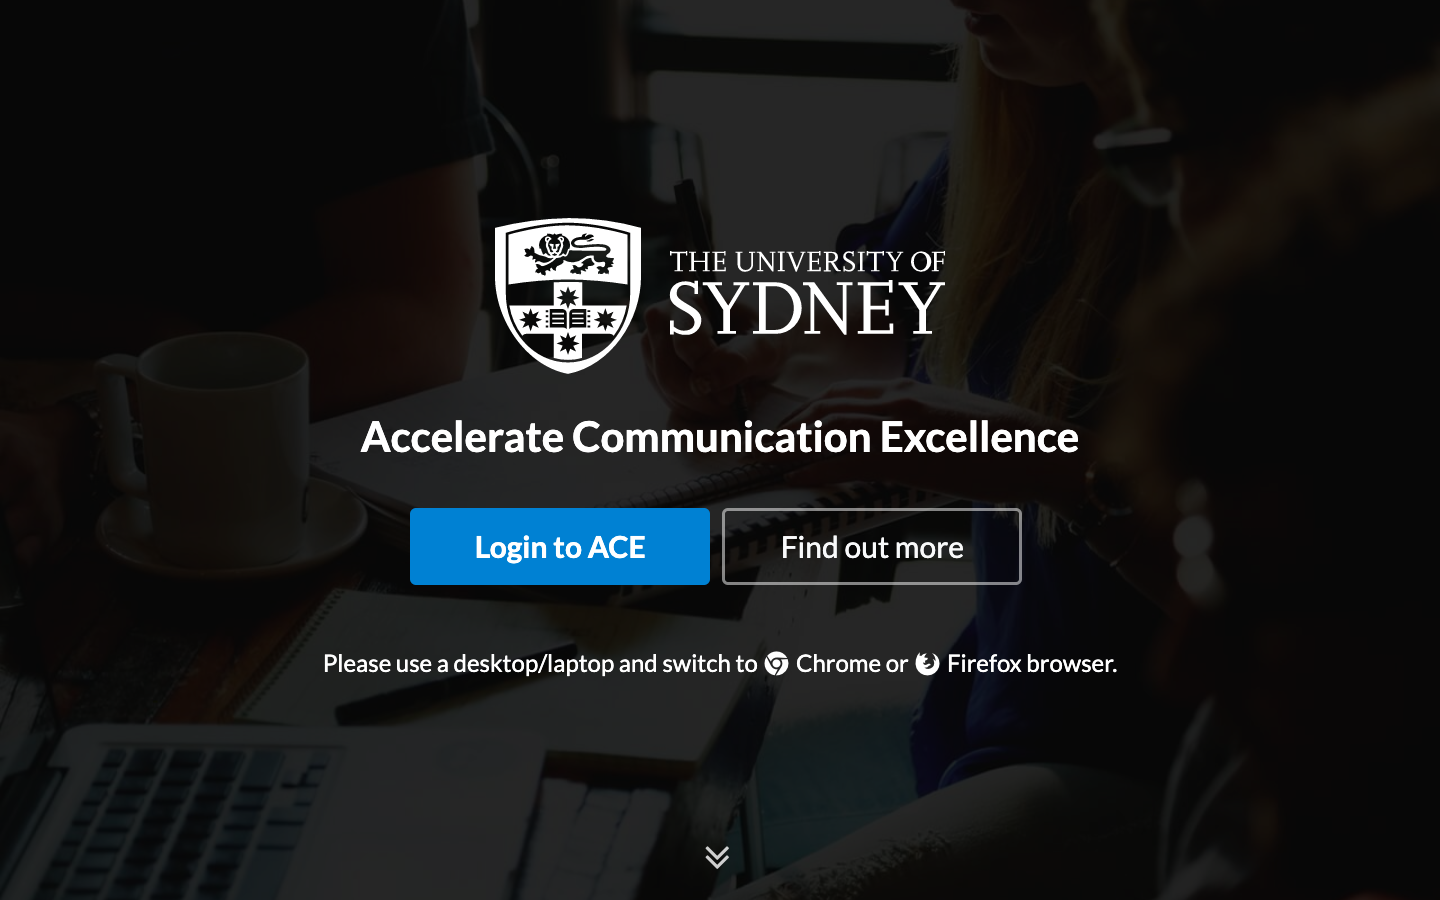 THE UNIVERSITY OF
SYDNEY
Accelerate Communication Excellence
Login to ACE
Find out more
Please use a desktop/laptop and switch to Chrome or Firefox browser.